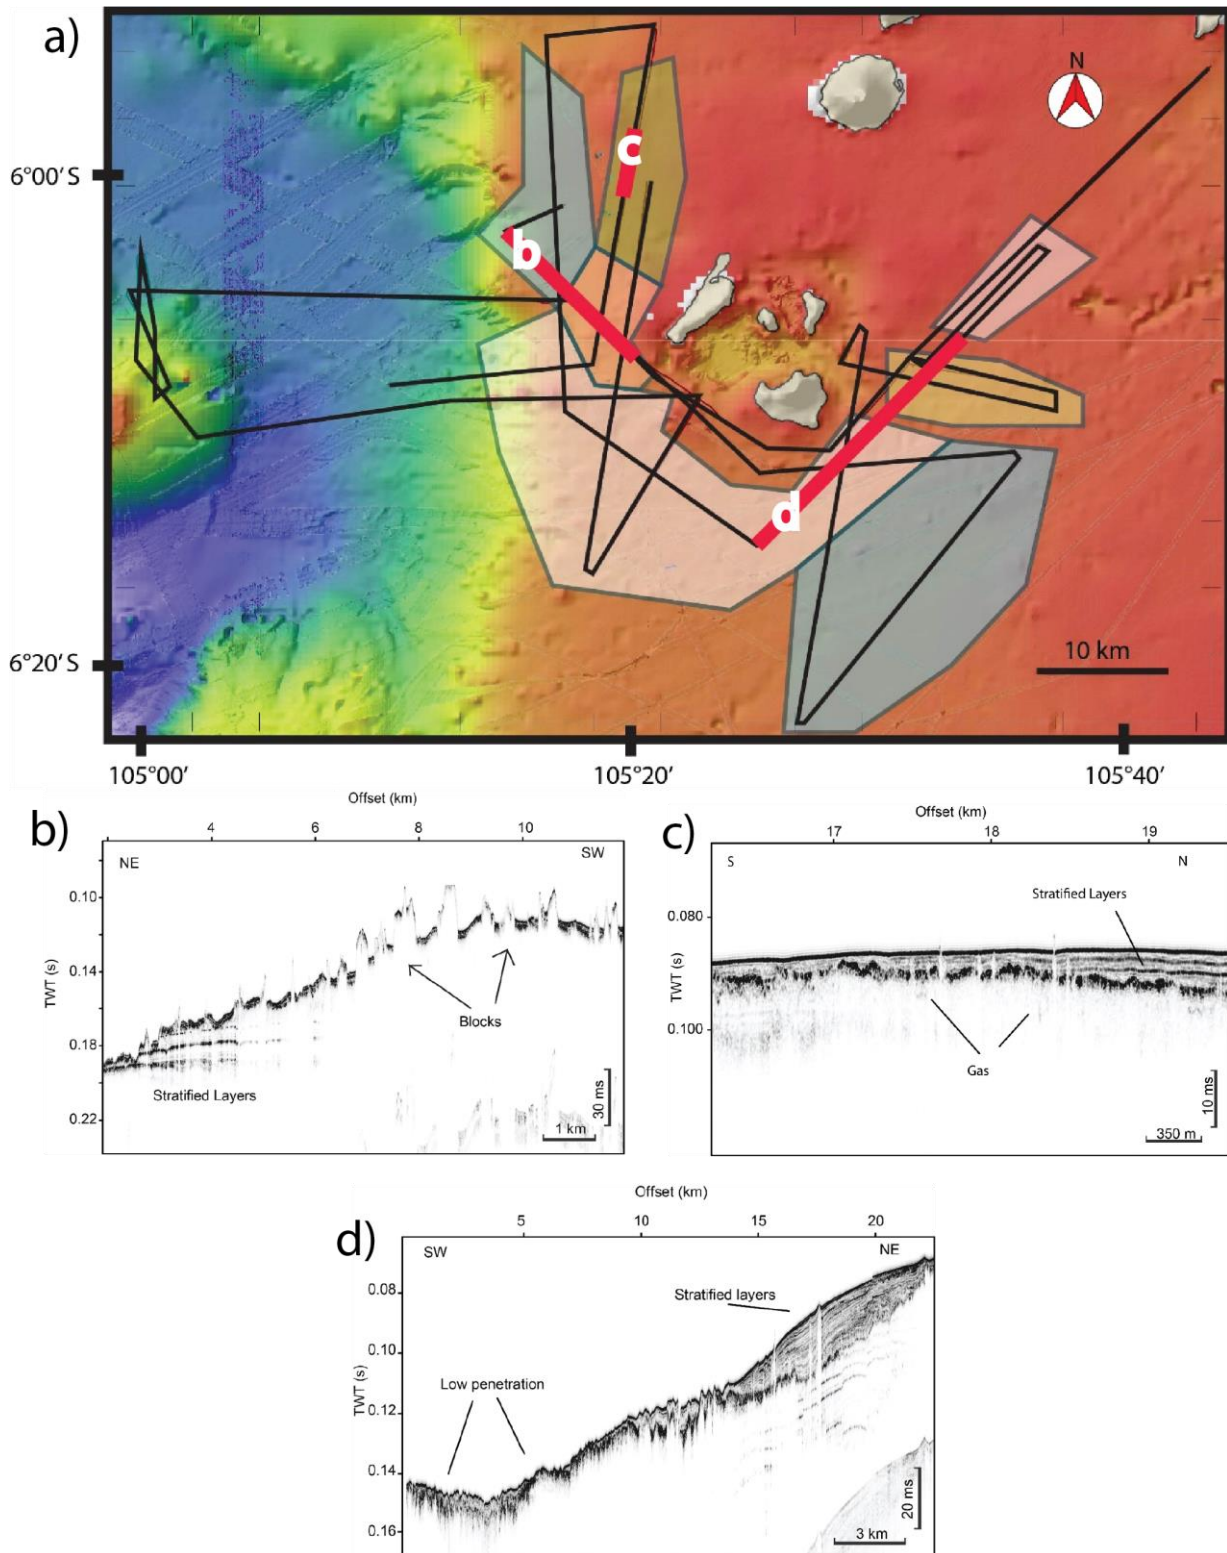 a)
N
c
6°00′S
b
d
10 km
6°20′S
105°00′
105°20′
105°40′
b)
Offset (km)
4
6
8
10
NE
SW
0.10
0.14
TWT (s)
0.18
0.22
Blocks
Stratified Layers
30 ms
1 km
c)
Offset (km)
17
18
19
S
N
0.080
Stratified Layers
TWT (s)
0.100
Gas
10 ms
350 m
d)
Offset (km)
5
10
15
20
SW
NE
0.08
Stratified layers
0.10
TWT (s)
Low penetration
0.12
0.14
20 ms
0.16
3 km